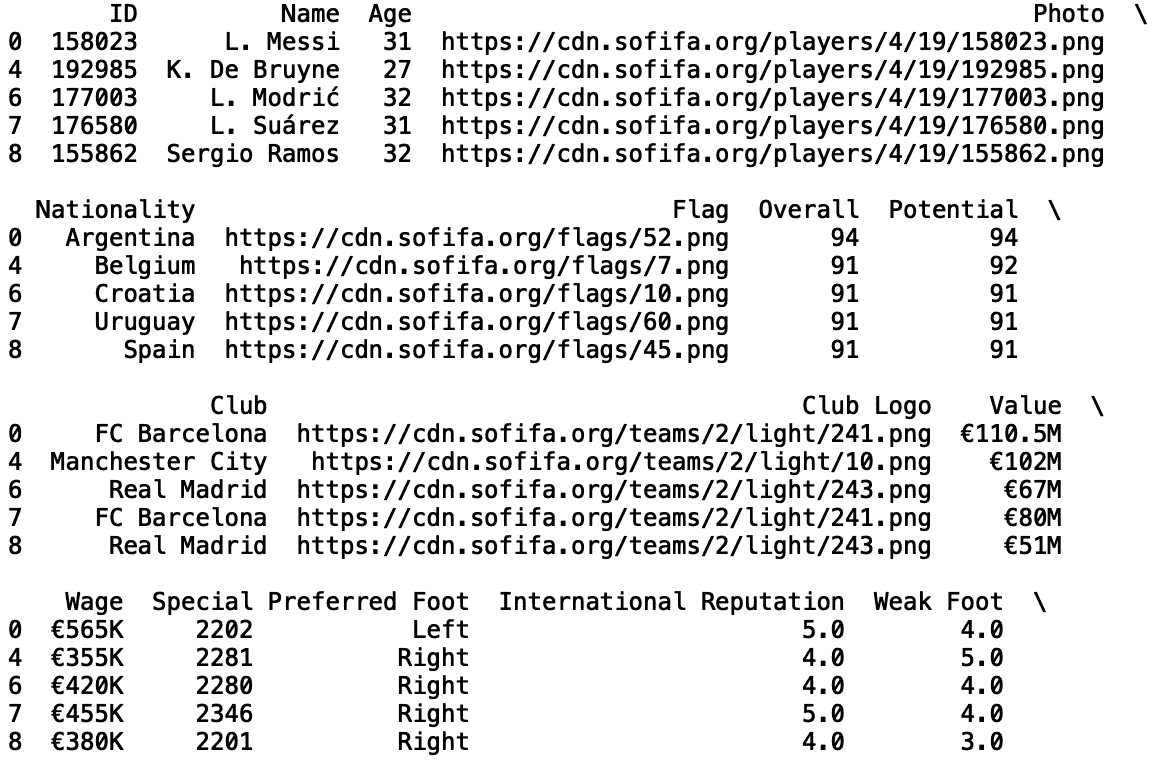 ID Name Age Photo \
0 158023 L. Messi 31 https://cdn.sofifa.org/players/4/19/158023.png
4 192985 K. De Bruyne 27 https://cdn.sofifa.org/players/4/19/192985.png
6 177003 L. Modrić 32 https://cdn.sofifa.org/players/4/19/177003.png
7 176580 L. Suárez 31 https://cdn.sofifa.org/players/4/19/176580.png
8 155862 Sergio Ramos 32 https://cdn.sofifa.org/players/4/19/155862.png
Nationality Flag Overall Potential \
0 Argentina https://cdn.sofifa.org/flags/52.png 94 94
4 Belgium https://cdn.sofifa.org/flags/7.png 91 92
6 Croatia https://cdn.sofifa.org/flags/10.png 91 91
7 Uruguay https://cdn.sofifa.org/flags/60.png 91 91
8 Spain https://cdn.sofifa.org/flags/45.png 91 91
Club Club Logo Value \
0 FC Barcelona https://cdn.sofifa.org/teams/2/light/241.png €110.5M
4 Manchester City https://cdn.sofifa.org/teams/2/light/10.png €102M
6 Real Madrid https://cdn.sofifa.org/teams/2/light/243.png €67M
7 FC Barcelona https://cdn.sofifa.org/teams/2/light/241.png €80M
8 Real Madrid https://cdn.sofifa.org/teams/2/light/243.png €51M
Wage Special Preferred Foot International Reputation Weak Foot \
0 €565K 2202 Left 5.0 4.0
4 €355K 2281 Right 4.0 5.0
6 €420K 2280 Right 4.0 4.0
7 €455K 2346 Right 5.0 4.0
8 €380K 2201 Right 4.0 3.0